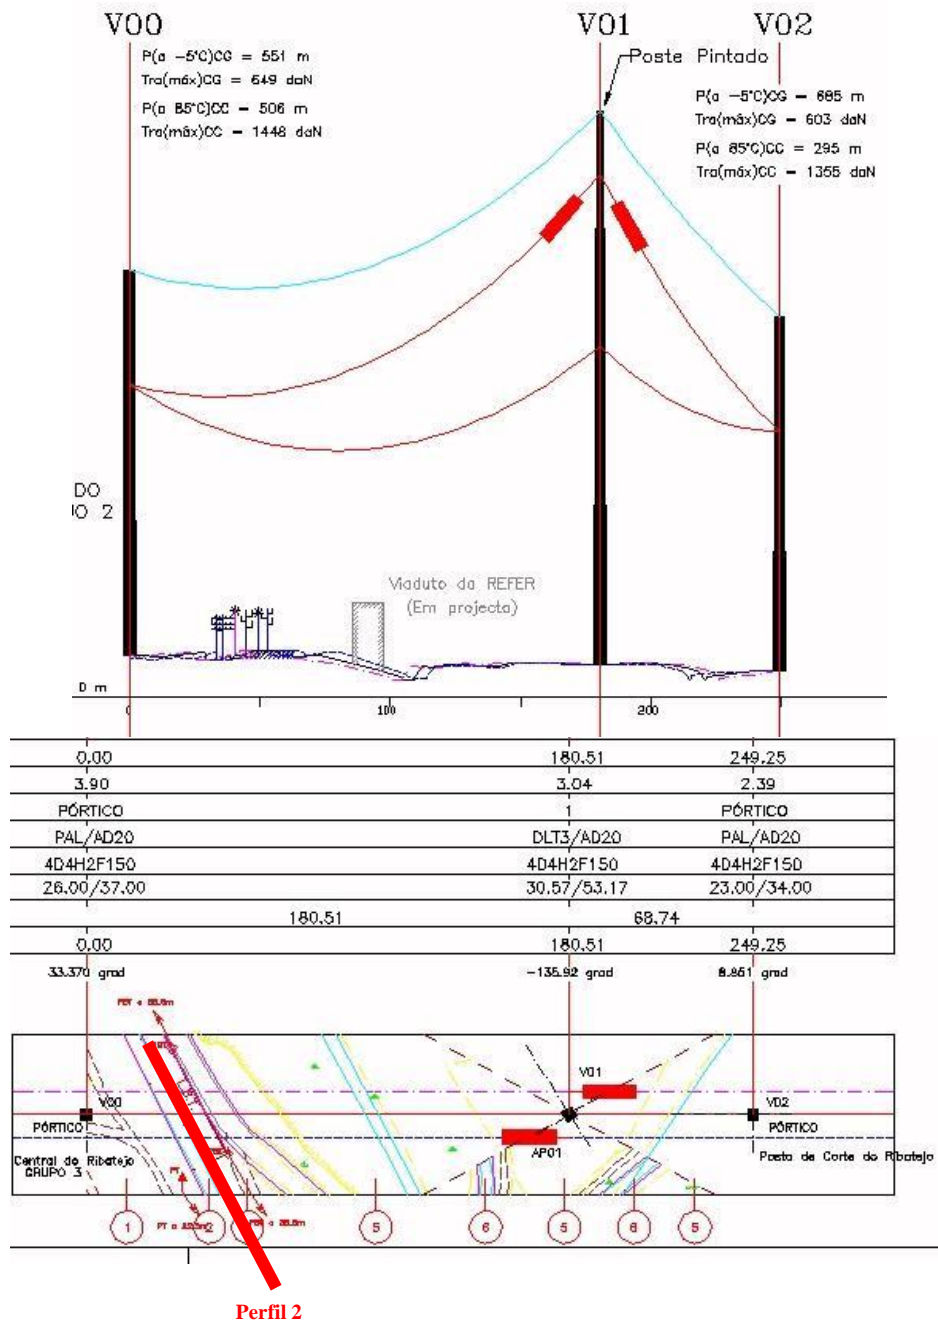 V00
V01
V02
P(a -5°C)CG = 551 m
Tra(máx)CG = 649 daN
P(a 85°C)CC = 506 m
Tra(máx)CC = 1448 daN
Poste Pintado
P(a -5°C)CG = 685 m
Tra(máx)CG = 603 daN
P(a 85°C)CC = 295 m
Tra(máx)CC = 1355 daN
DO
O 2
Viaduto da REFER
(Em projecto)
0 m
100
200
0.00 180.51 249.25
3.90 3.04 2.39
PÓRTICO 1 PÓRTICO
PAL/AD20 DLT3/AD20 PAL/AD20
4D4H2F150 4D4H2F150 4D4H2F150
26.00/37.00 30.57/53.17 23.00/34.00
180.51 68.74
0.00 180.51 249.25
33.370 grad -135.92 grad 8.851 grad
V00
V01
V02
PÓRTICO
PÓRTICO
AP01
Central do Ribatejo
GRUPO 3
Posto de Corte do Ribatejo
PT
1 2 5 6 5 6 5
Perfil 2